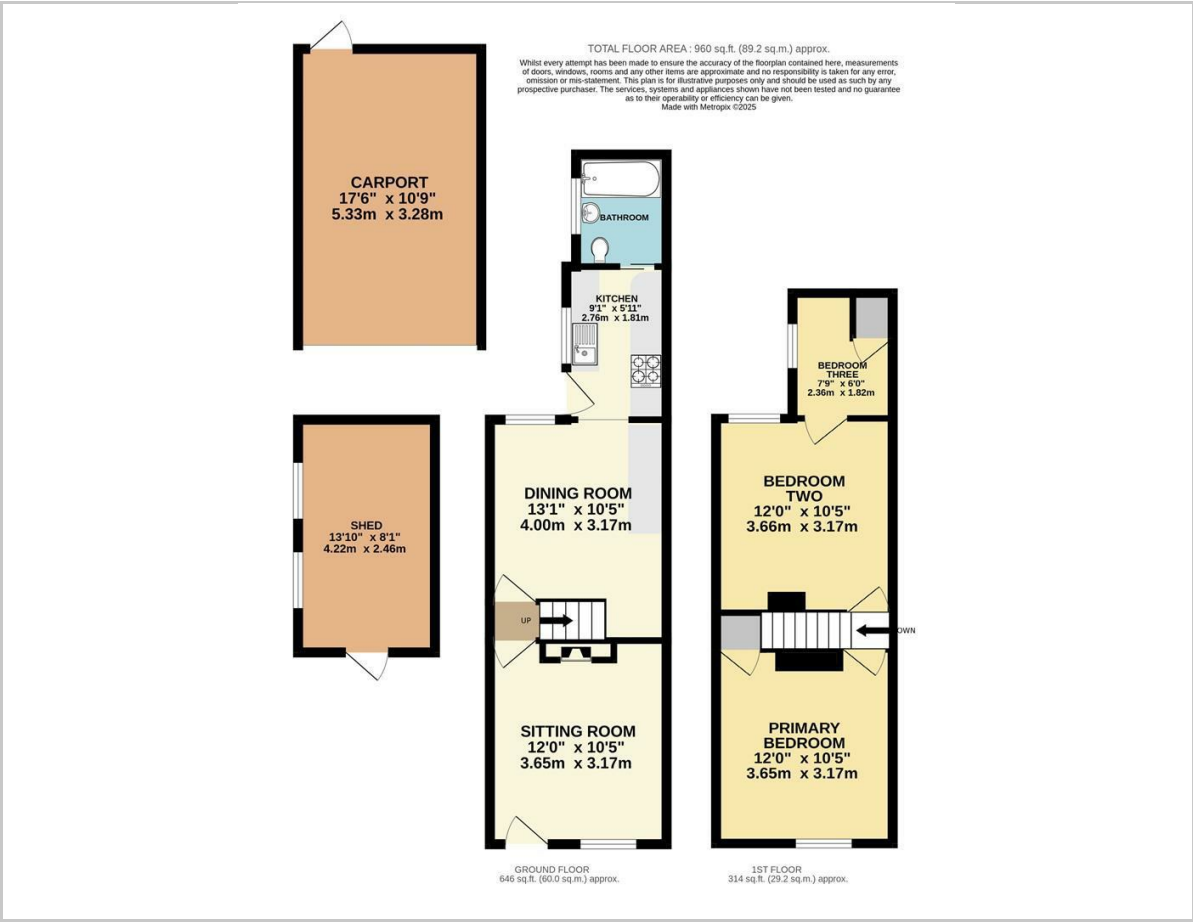 TOTAL FLOOR AREA : 960 sq.ft. (89.2 sq.m.) approx.
Whilst every attempt has been made to ensure the accuracy of the floorplan contained here, measurements
of doors, windows, rooms and any other items are approximate and no responsibility is taken for any error,
omission or mis-statement. This plan is for illustrative purposes only and should be used as such by any
prospective purchaser. The services, systems and appliances shown have not been tested and no guarantee
as to their operability or efficiency can be given.
Made with Metropix ©2025
CARPORT
17'6" x 10'9"
5.33m x 3.28m
BATHROOM
KITCHEN
9'1" x 5'11"
2.76m x 1.81m
BEDROOM
THREE
7'9" x 6'0"
2.36m x 1.82m
SHED
13'10" x 8'1"
4.22m x 2.46m
DINING ROOM
13'1" x 10'5"
4.00m x 3.17m
BEDROOM
TWO
12'0" x 10'5"
3.66m x 3.17m
UP
OWN
SITTING ROOM
12'0" x 10'5"
3.65m x 3.17m
PRIMARY
BEDROOM
12'0" x 10'5"
3.65m x 3.17m
GROUND FLOOR
646 sq.ft. (60.0 sq.m.) approx.
1ST FLOOR
314 sq.ft. (29.2 sq.m.) approx.